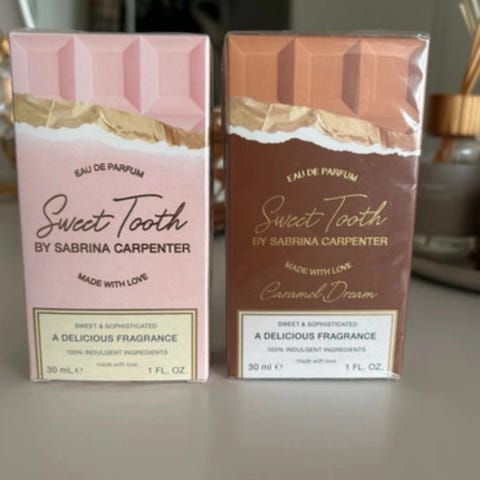 EAU DE PARFUM
Sweet Tooth
BY SABRINA CARPENTER
MADE WITH LOVE
SWEET & SOPHISTICATED
A DELICIOUS FRAGRANCE
100% INDULGENT INGREDIENTS
made with love
30 mL ℮ 1 FL. OZ.
EAU DE PARFUM
Sweet Tooth
BY SABRINA CARPENTER
MADE WITH LOVE
Caramel Dream
SWEET & SOPHISTICATED
A DELICIOUS FRAGRANCE
100% INDULGENT INGREDIENTS
made with love
30 ml ℮ 1 FL. OZ.